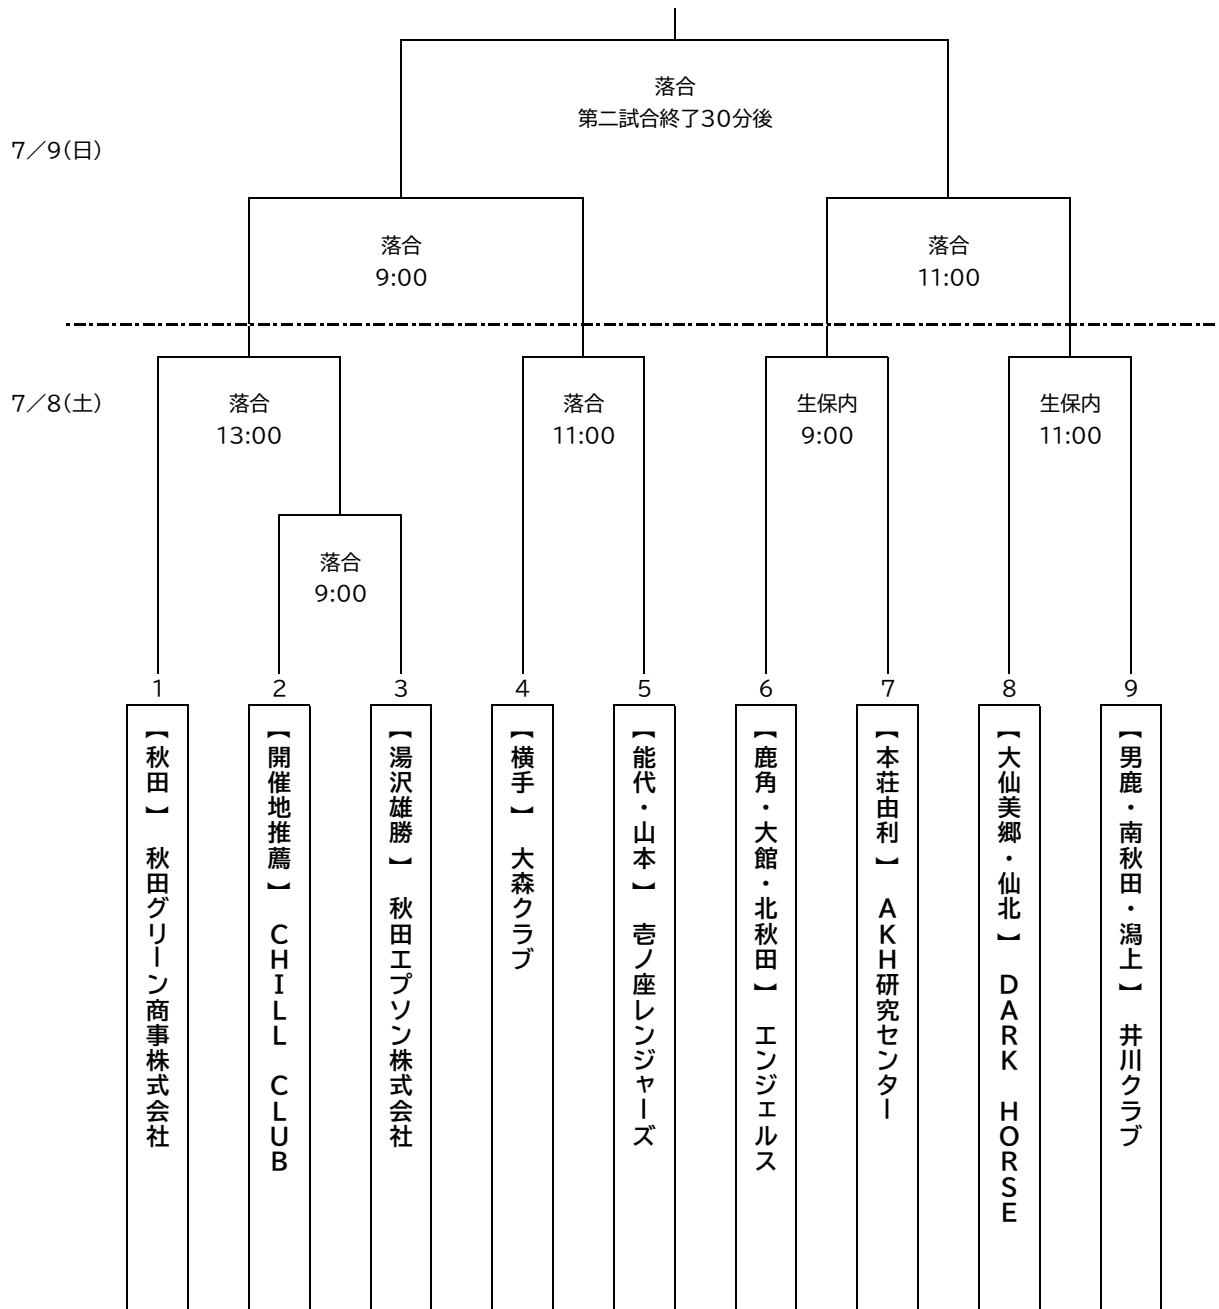 落合
第二試合終了30分後
7／9(日)
落合
9:00
落合
11:00
7／8(土)
落合
13:00
落合
11:00
生保内
9:00
生保内
11:00
落合
9:00
1
2
3
4
5
6
7
8
9
【秋田】　秋田グリーン商事株式会社
【開催地推薦】　CHILL　CLUB
【湯沢雄勝】　秋田エプソン株式会社
【横手】　大森クラブ
【能代・山本】　壱ノ座レンジャーズ
【鹿角・大館・北秋田】　エンジェルス
【本荘由利】　AKH研究センター
【大仙美郷・仙北】　DARK　HORSE
【男鹿・南秋田・潟上】　井川クラブ